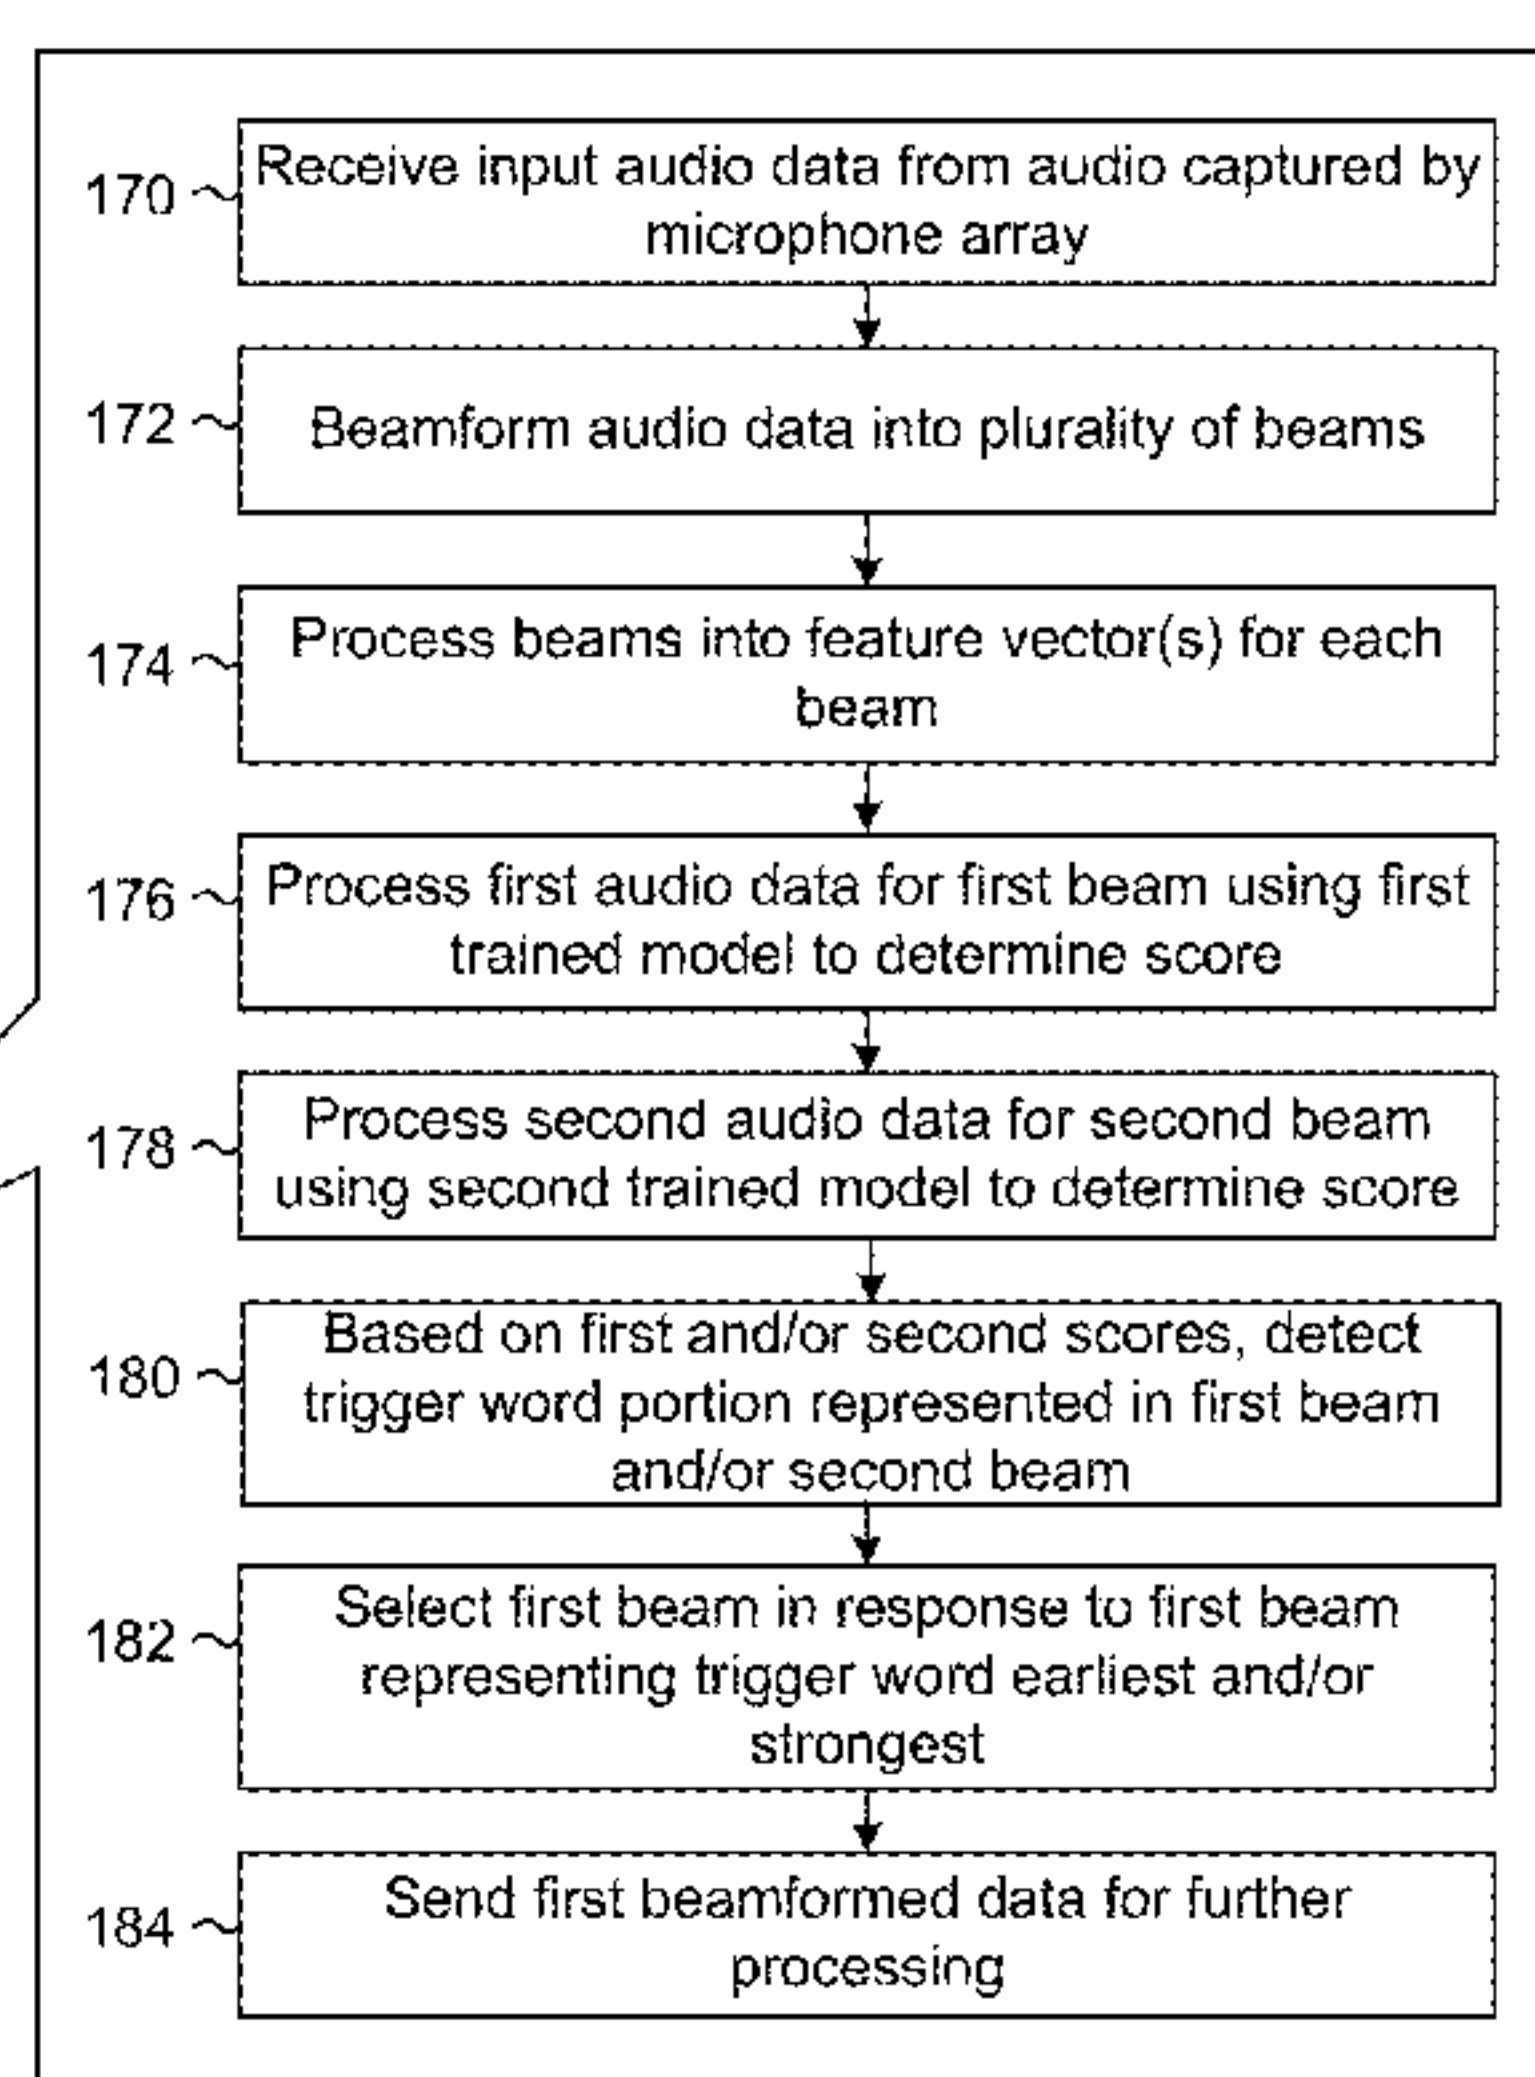 170
Receive input audio data from audio captured by
microphone array
172
Beamform audio data into plurality of beams
174
Process beams into feature vector(s) for each
beam
176
Process first audio data for first beam using first
trained model to determine score
178
Process second audio data for second beam
using second trained model to determine score
180
Based on first and/or second scores, detect
trigger word portion represented in first beam
and/or second beam
182
Select first beam in response to first beam
representing trigger word earliest and/or
strongest
184
Send first beamformed data for further
processing